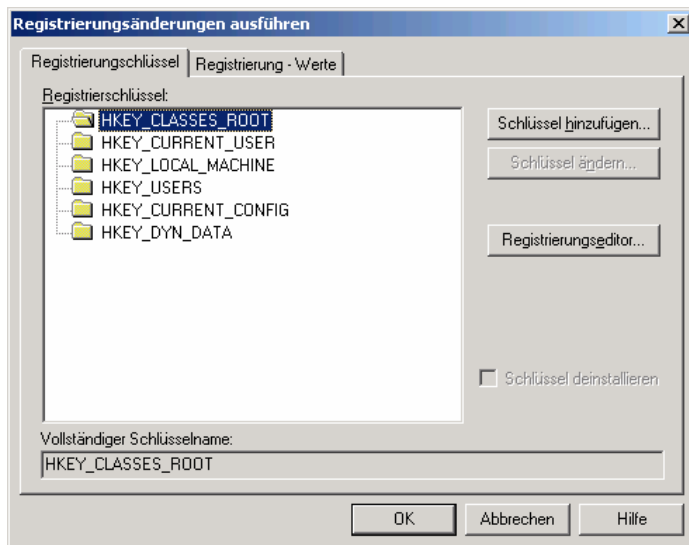 Registrierungsänderungen ausführen
Registrierungschlüssel
Registrierung - Werte
Registrierschlüssel:
HKEY_CLASSES_ROOT
HKEY_CURRENT_USER
HKEY_LOCAL_MACHINE
HKEY_USERS
HKEY_CURRENT_CONFIG
HKEY_DYN_DATA
Schlüssel hinzufügen...
Schlüssel ändern...
Registrierungseditor...
Schlüssel deinstallieren
Vollständiger Schlüsselname:
HKEY_CLASSES_ROOT
OK
Abbrechen
Hilfe